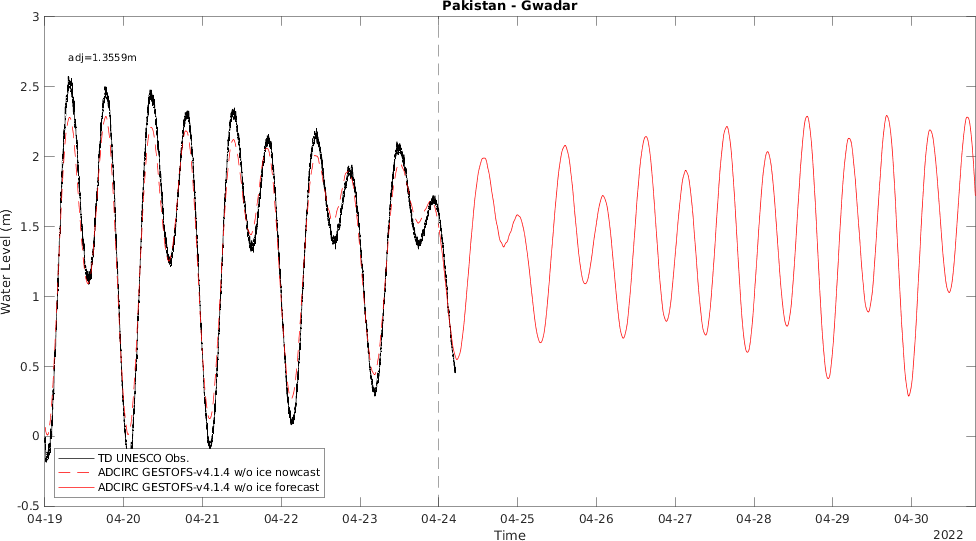 Pakistan - Gwadar
adj=1.3559m
Water Level (m)
3
2.5
2
1.5
1
0.5
0
-0.5
TD UNESCO Obs.
ADCIRC GESTOFS-v4.1.4 w/o ice nowcast
ADCIRC GESTOFS-v4.1.4 w/o ice forecast
04-19 04-20 04-21 04-22 04-23 04-24 04-25 04-26 04-27 04-28 04-29 04-30
Time
2022